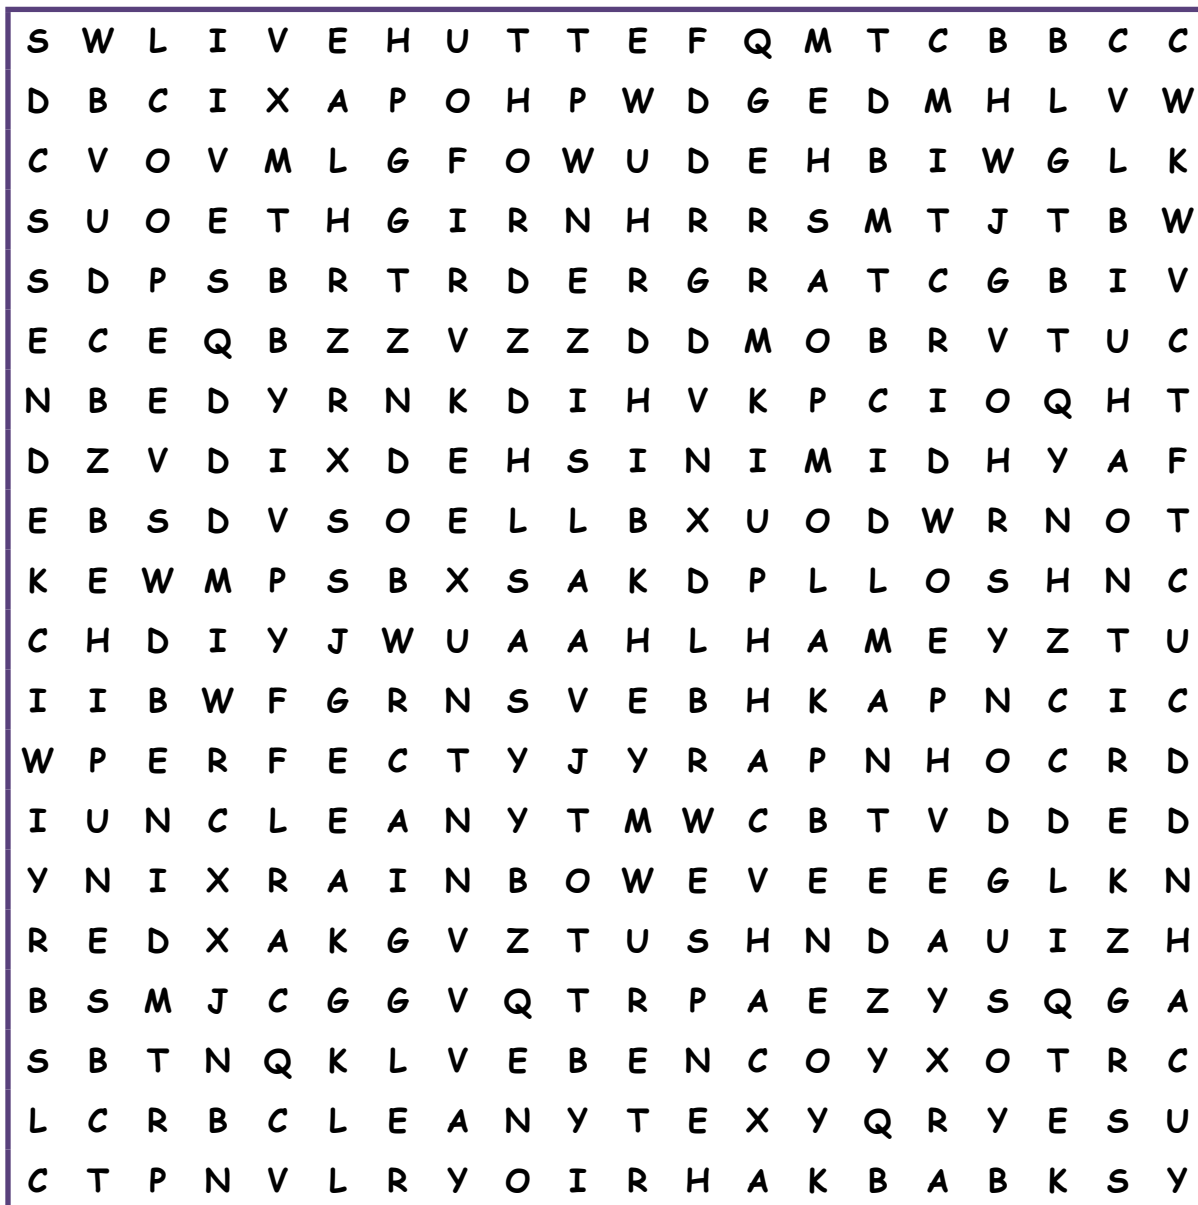 S W L I V E H U T T E F Q M T C B B C C
D B C I X A P O H P W D G E D M H L V W
C V O V M L G F O W U D E H B I W G L K
S U O E T H G I R N H R R S M T J T B W
S D P S B R T R D E R G R A T C G B I V
E C E Q B Z Z V Z Z D D M O B R V T U C
N B E D Y R N K D I H V K P C I O Q H T
D Z V D I X D E H S I N I M I D H Y A F
E B S D V S O E L L B X U O D W R N O T
K E W M P S B X S A K D P L L O S H N C
C H D I Y J W U A A H L H A M E Y Z T U
I I B W F G R N S V E B H K A P N C I C
W P E R F E C T Y J Y R A P N H O C R D
I U N C L E A N Y T M W C B T V D D E D
Y N I X R A I N B O W E V E E E G L K N
R E D X A K G V Z T U S H N D A U I Z H
B S M J C G G V Q T R P A E Z Y S Q G A
S B T N Q K L V E B E N C O Y X O T R C
L C R B C L E A N Y T E X Y Q R Y E S U
C T P N V L R Y O I R H A K B A B K S Y